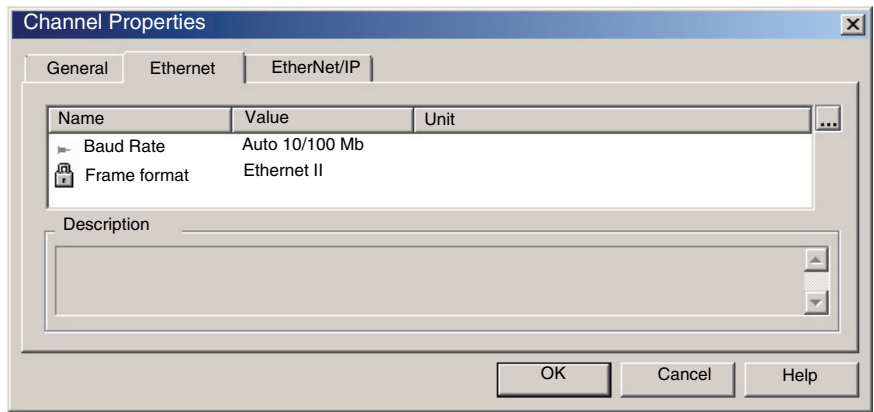 Channel Properties
General Ethernet EtherNet/IP
Name Value Unit
...
Baud Rate Auto 10/100 Mb
Frame format Ethernet II
Description
OK Cancel Help